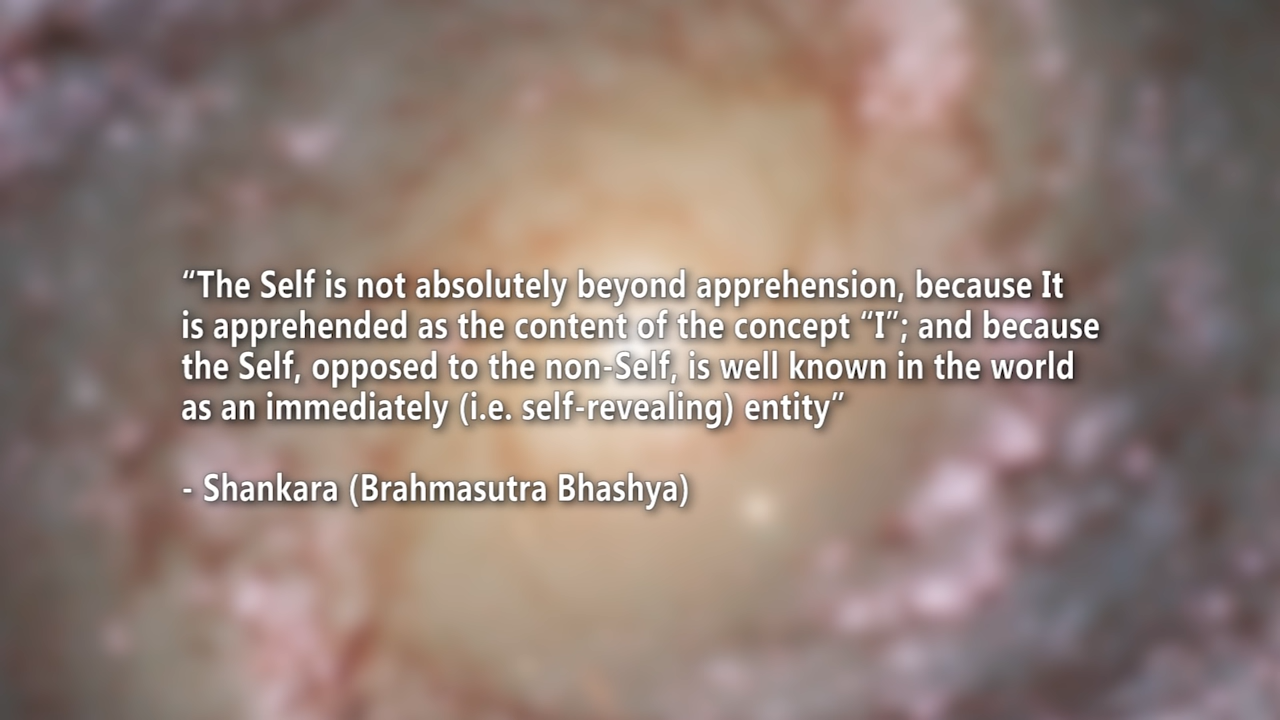 “The Self is not absolutely beyond apprehension, because It
is apprehended as the content of the concept “I”; and because
the Self, opposed to the non-Self, is well known in the world
as an immediately (i.e. self-revealing) entity”
- Shankara (Brahmasutra Bhashya)